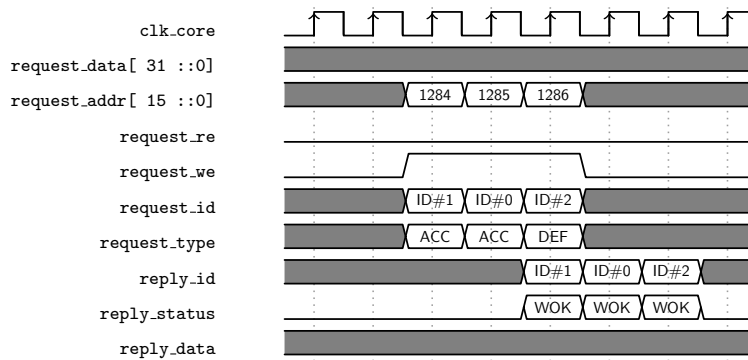 clk_core
request_data[ 31 ::0]
request_addr[ 15 ::0] 1284 1285 1286
request_re
request_we
request_id ID#1 ID#0 ID#2
request_type ACC ACC DEF
reply_id ID#1 ID#0 ID#2
reply_status WOK WOK WOK
reply_data